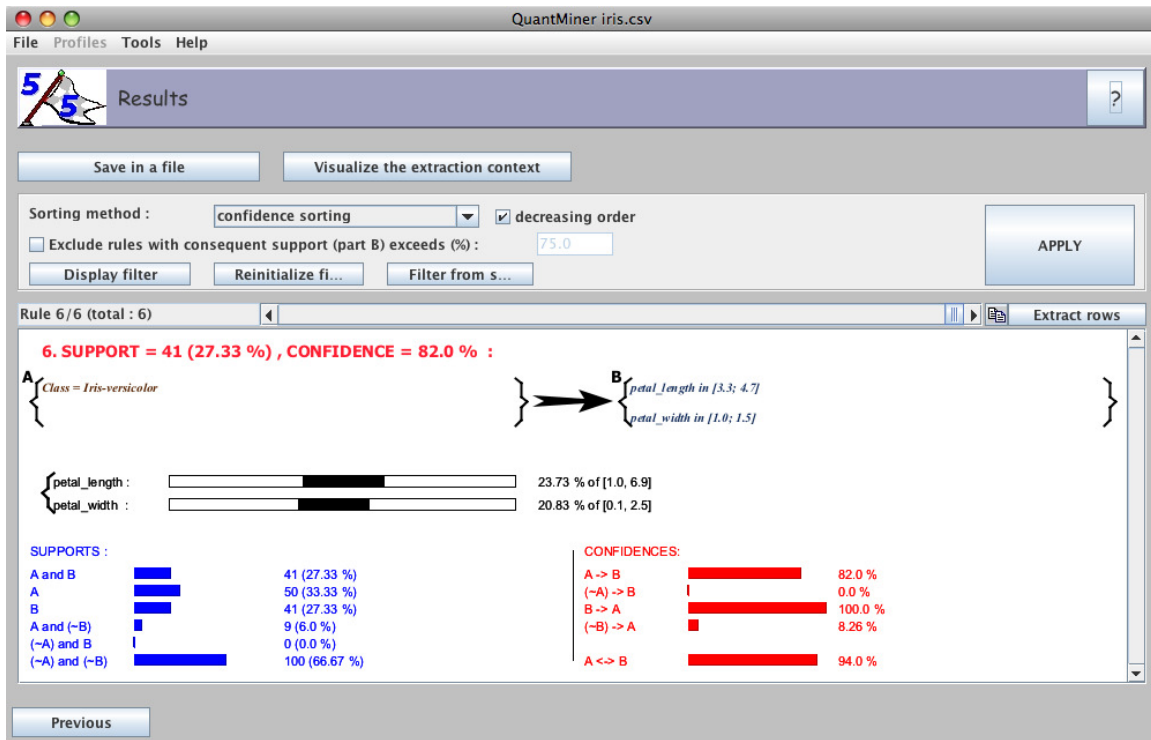 QuantMiner iris.csv
File Profiles Tools Help
5 5 Results ?
Save in a file Visualize the extraction context
Sorting method : confidence sorting decreasing order
Exclude rules with consequent support (part B) exceeds (%) : 75.0 APPLY
Display filter Reinitialize fi... Filter from s...
Rule 6/6 (total : 6) Extract rows
6. SUPPORT = 41 (27.33 %) , CONFIDENCE = 82.0 % :
A Class = Iris-versicolor B petal_length in [3.3; 4.7]
petal_width in [1.0; 1.5]
petal_length : 23.73 % of [1.0, 6.9]
petal_width : 20.83 % of [0.1, 2.5]
SUPPORTS : CONFIDENCES:
A and B 41 (27.33 %) A -> B 82.0 %
A 50 (33.33 %) (~A) -> B 0.0 %
B 41 (27.33 %) B -> A 100.0 %
A and (~B) 9 (6.0 %) (~B) -> A 8.26 %
(~A) and B 0 (0.0 %)
(~A) and (~B) 100 (66.67 %) A <-> B 94.0 %
Previous